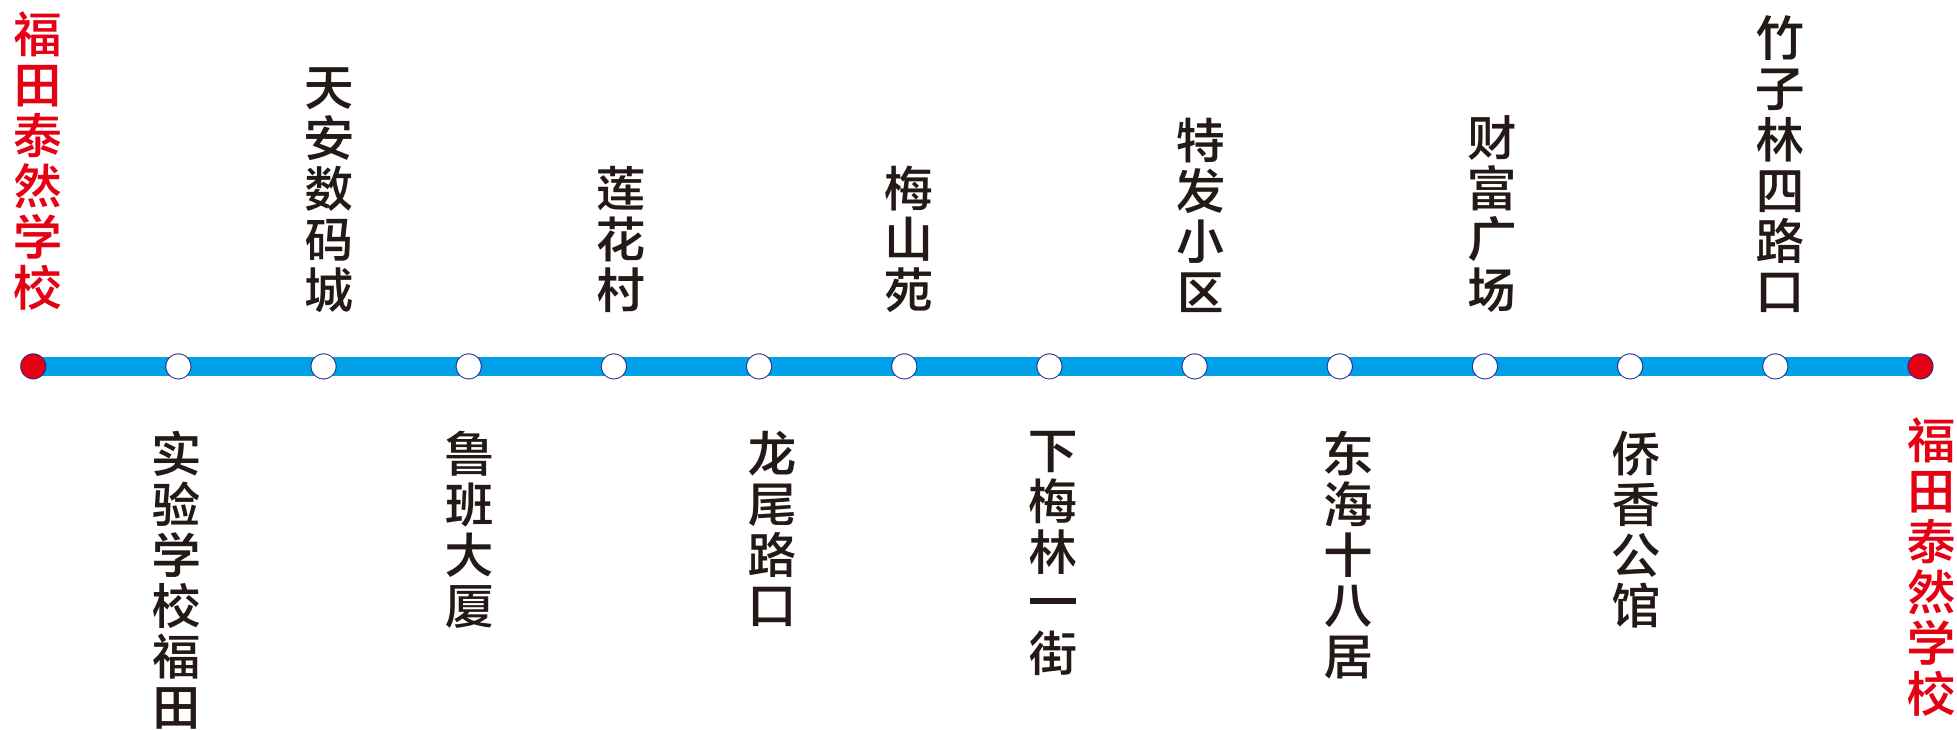 福田泰然学校
实验学校福田
天安数码城
鲁班大厦
莲花村
龙尾路口
梅山苑
下梅林一街
特发小区
东海十八居
财富广场
侨香公馆
竹子林四路口
福田泰然学校